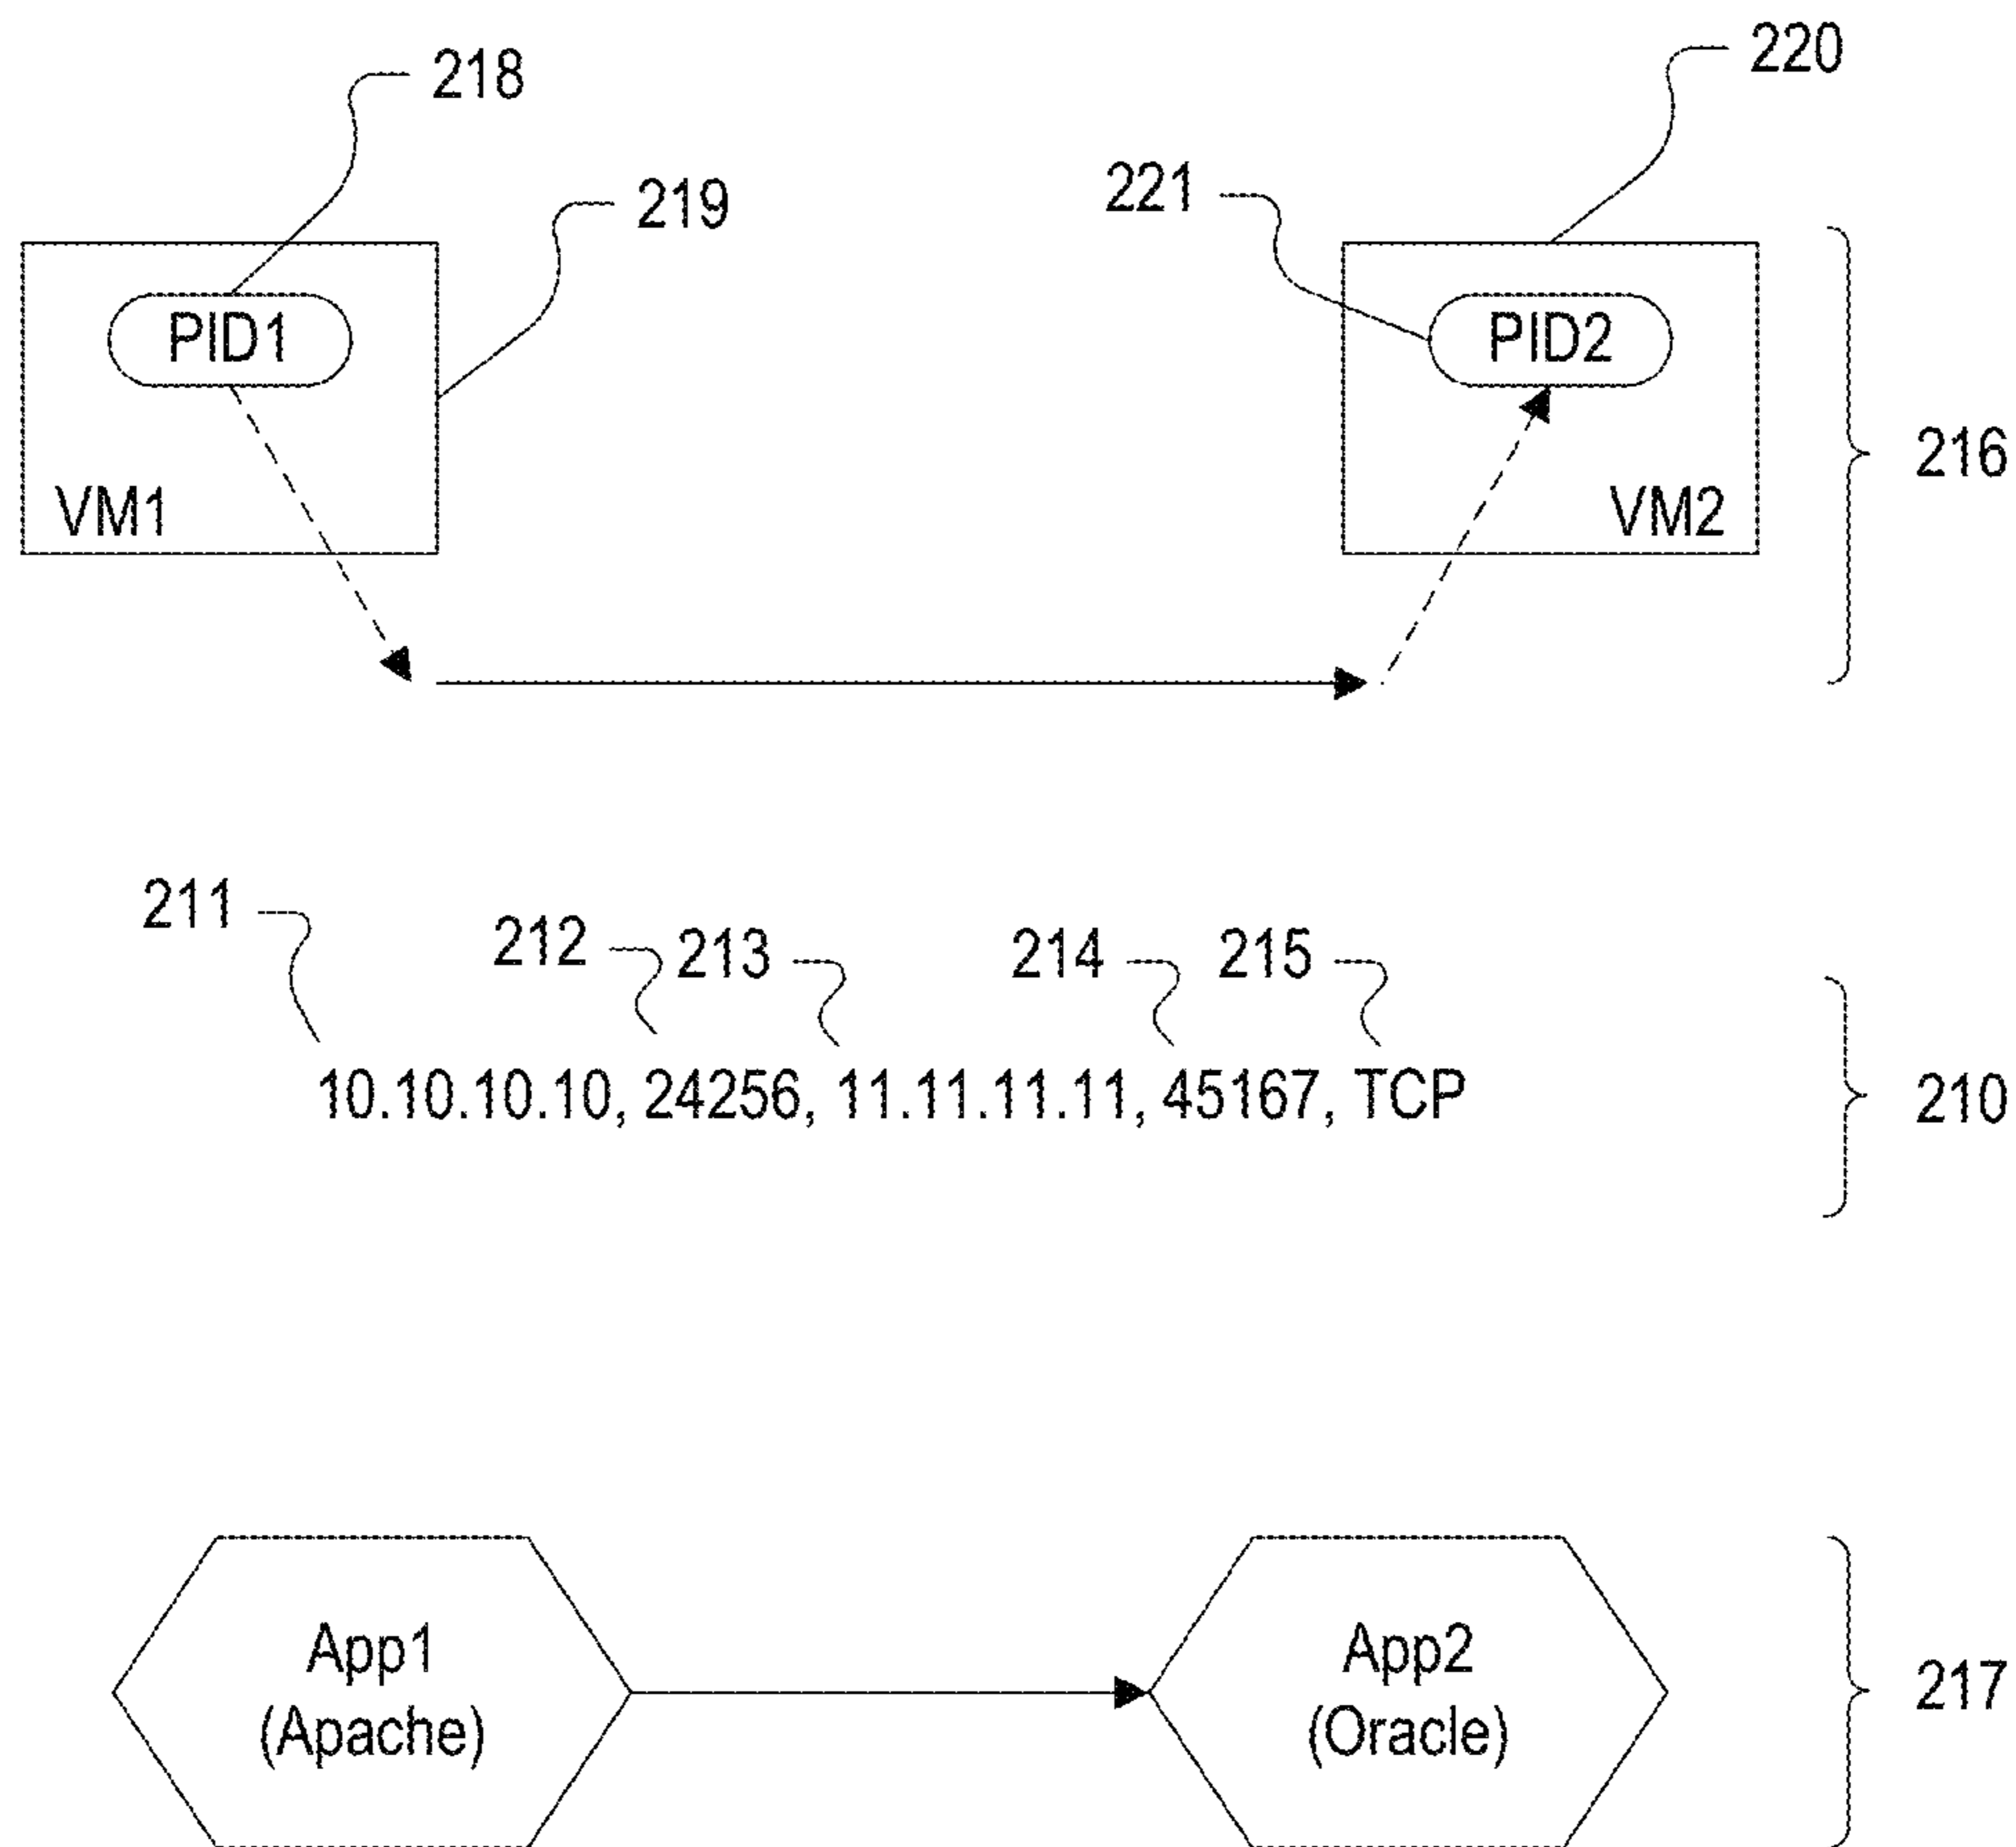 218
220
219
221
PID1
PID2
216
VM1
VM2
211
212
213
214
215
10.10.10.10, 24256, 11.11.11.11, 45167, TCP
210
App1
(Apache)
App2
(Oracle)
217